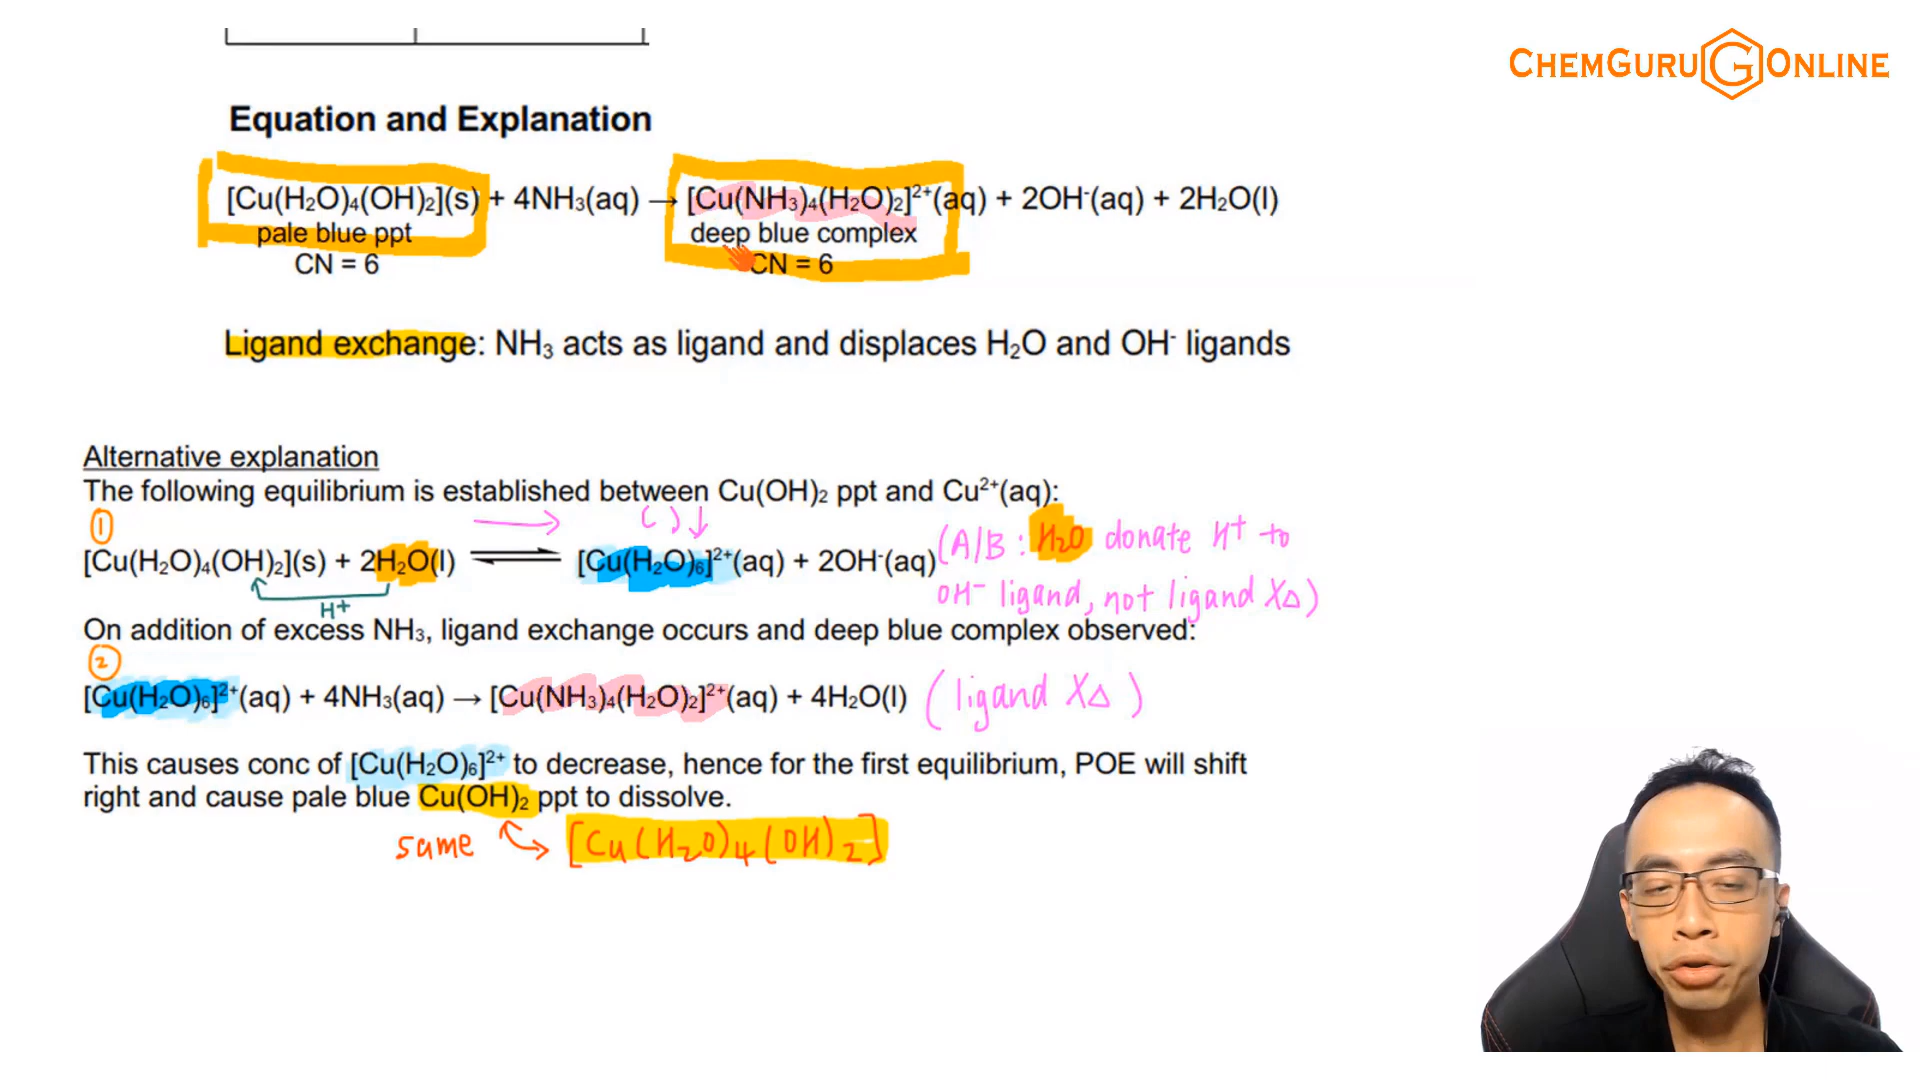 CHEMGURU G ONLINE
Equation and Explanation
[Cu(H₂O)₄(OH)₂](s) + 4NH₃(aq) → [Cu(NH₃)₄(H₂O)₂]²⁺(aq) + 2OH⁻(aq) + 2H₂O(l)
pale blue ppt deep blue complex
CN = 6 CN = 6
Ligand exchange: NH₃ acts as ligand and displaces H₂O and OH⁻ ligands
Alternative explanation
The following equilibrium is established between Cu(OH)₂ ppt and Cu²⁺(aq):
① → ( ) ↓
[Cu(H₂O)₄(OH)₂](s) + 2H₂O(l) ⇌ [Cu(H₂O)₆]²⁺(aq) + 2OH⁻(aq) (A/B : H₂O donate H⁺ to
H⁺ OH⁻ ligand, not ligand X∆)
On addition of excess NH₃, ligand exchange occurs and deep blue complex observed:
②
[Cu(H₂O)₆]²⁺(aq) + 4NH₃(aq) → [Cu(NH₃)₄(H₂O)₂]²⁺(aq) + 4H₂O(l) (ligand X∆)
This causes conc of [Cu(H₂O)₆]²⁺ to decrease, hence for the first equilibrium, POE will shift
right and cause pale blue Cu(OH)₂ ppt to dissolve.
same [Cu(H₂O)₄(OH)₂]